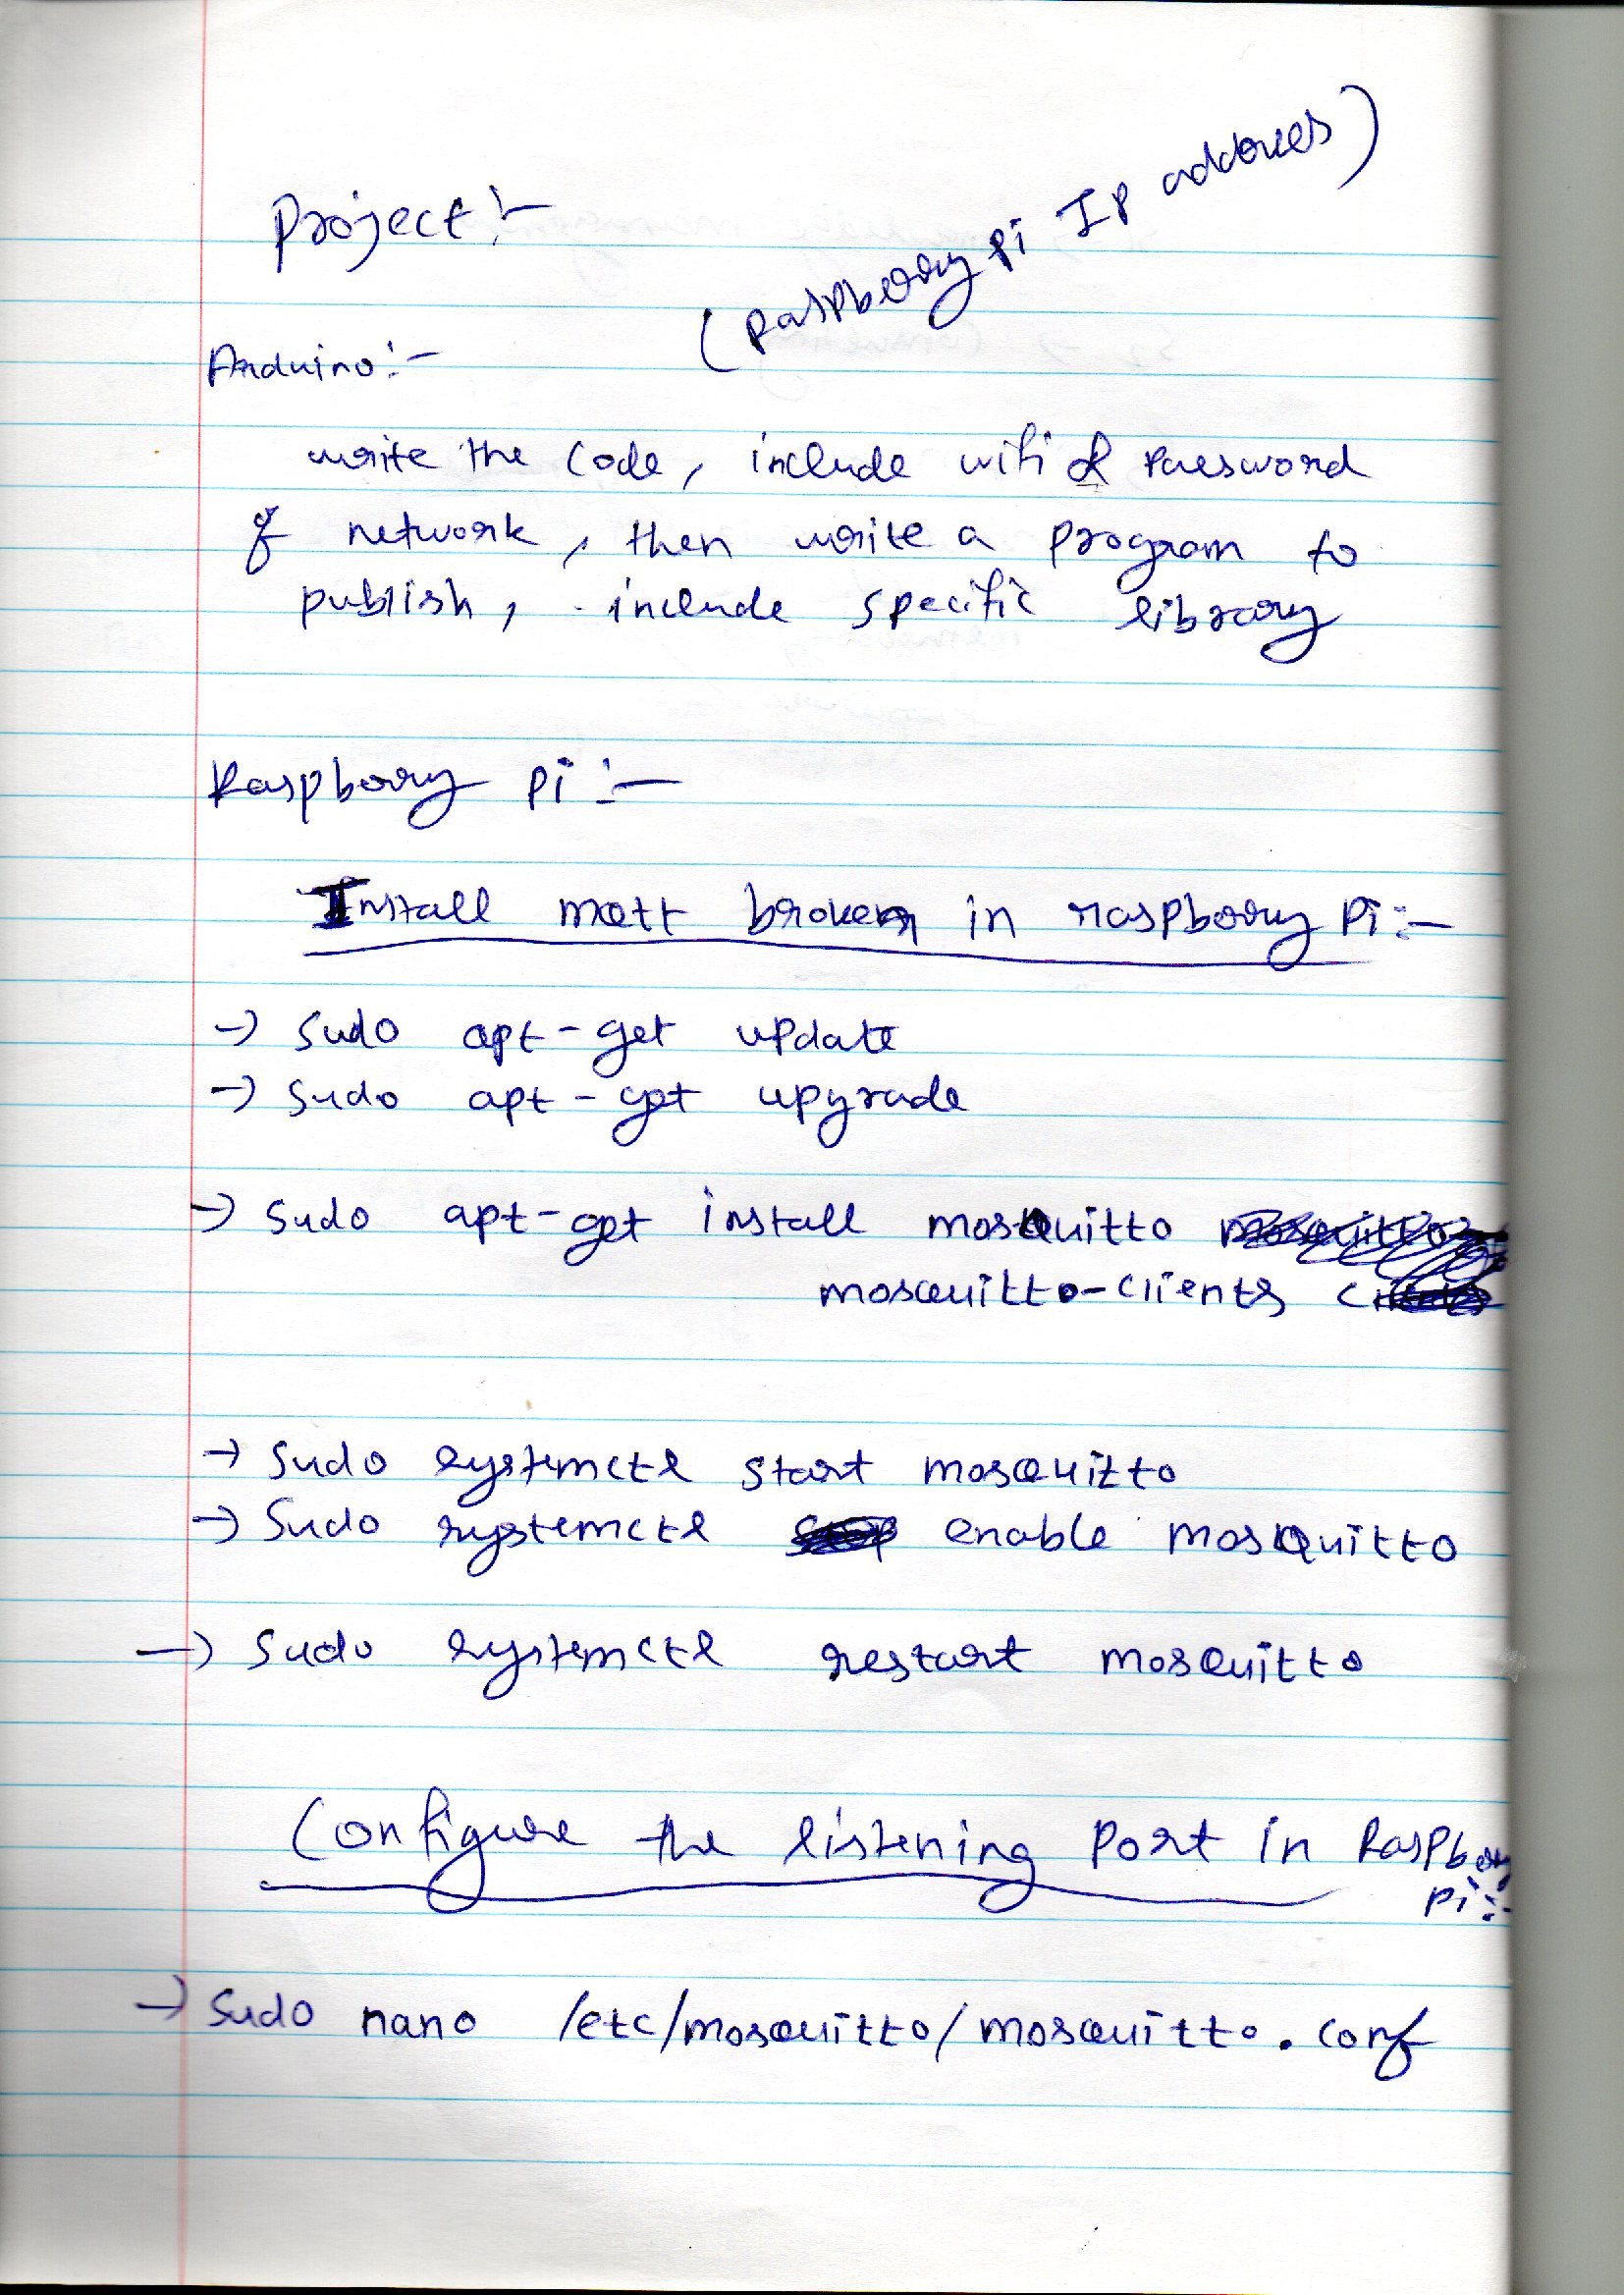 Project :-
(Raspberry pi Ip address)
Arduino :-
write the code, include wifi & Password
of network, then write a program to
publish, include specific library
Raspberry pi :-
Install mqtt broker in raspberry Pi :-
→ sudo apt-get update
→ sudo apt-get upgrade
→ sudo apt-get install mosquitto
mosquitto-clients
→ sudo systemctl start mosquitto
→ sudo systemctl enable mosquitto
→ sudo systemctl restart mosquitto
Configure the listening Port in Raspberry
pi :-
→ sudo nano /etc/mosquitto/mosquitto.conf